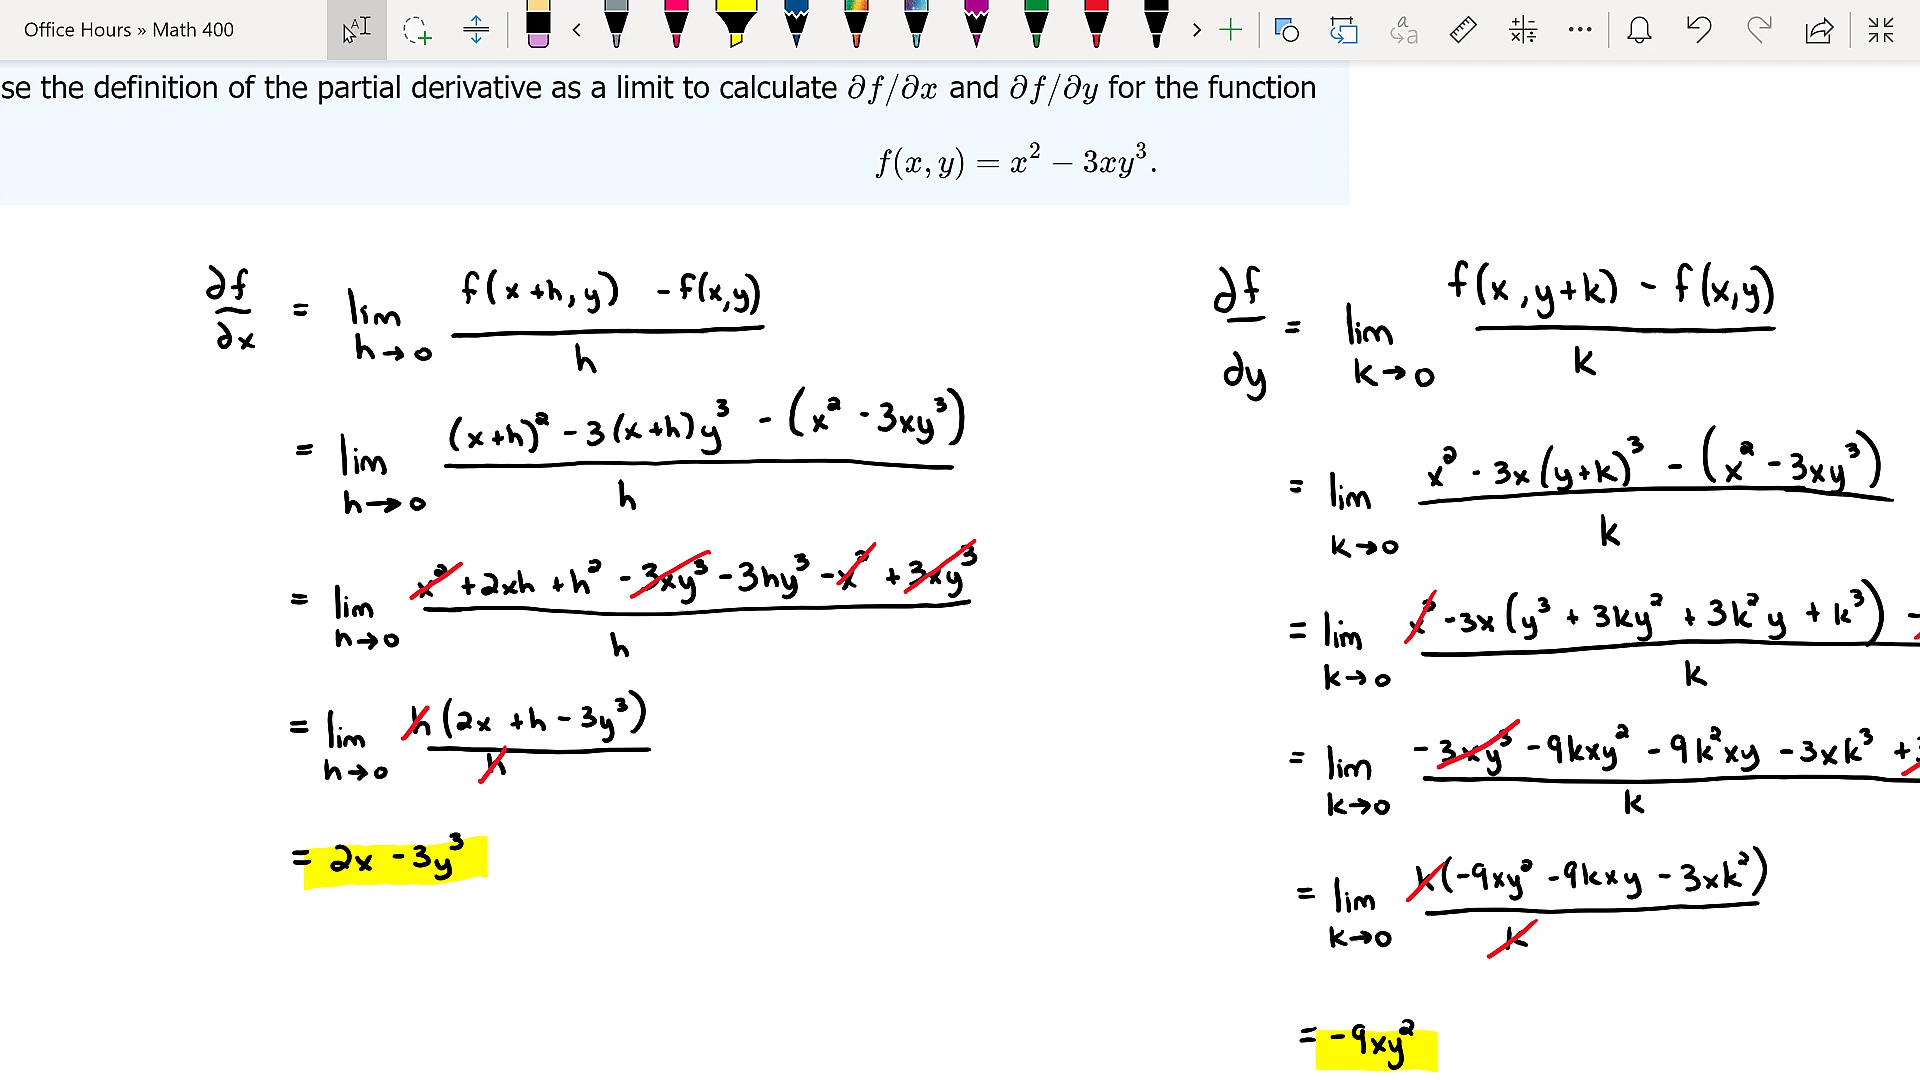 Office Hours » Math 400
se the definition of the partial derivative as a limit to calculate ∂f/∂x and ∂f/∂y for the function
f(x, y) = x² − 3xy³.
∂f/∂x = lim h→0 (f(x+h, y) − f(x,y))/h
= lim h→0 ((x+h)² − 3(x+h)y³ − (x² − 3xy³))/h
= lim h→0 (x² + 2xh + h² − 3xy³ − 3hy³ − x² + 3xy³)/h
= lim h→0 h(2x + h − 3y³)/h
= 2x − 3y³
∂f/∂y = lim k→0 (f(x, y+k) − f(x,y))/k
= lim k→0 (x² − 3x(y+k)³ − (x² − 3xy³))/k
= lim k→0 (x² − 3x(y³ + 3ky² + 3k²y + k³) −)/k
= lim k→0 (−3xy³ − 9kxy² − 9k²xy − 3xk³ +)/k
= lim k→0 k(−9xy² − 9kxy − 3xk²)/k
= −9xy²